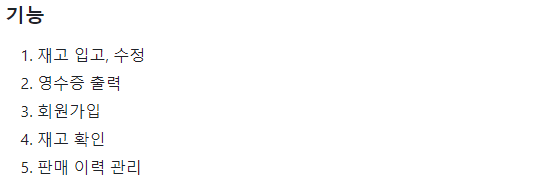 기능
1. 재고 입고, 수정
2. 영수증 출력
3. 회원가입
4. 재고 확인
5. 판매 이력 관리